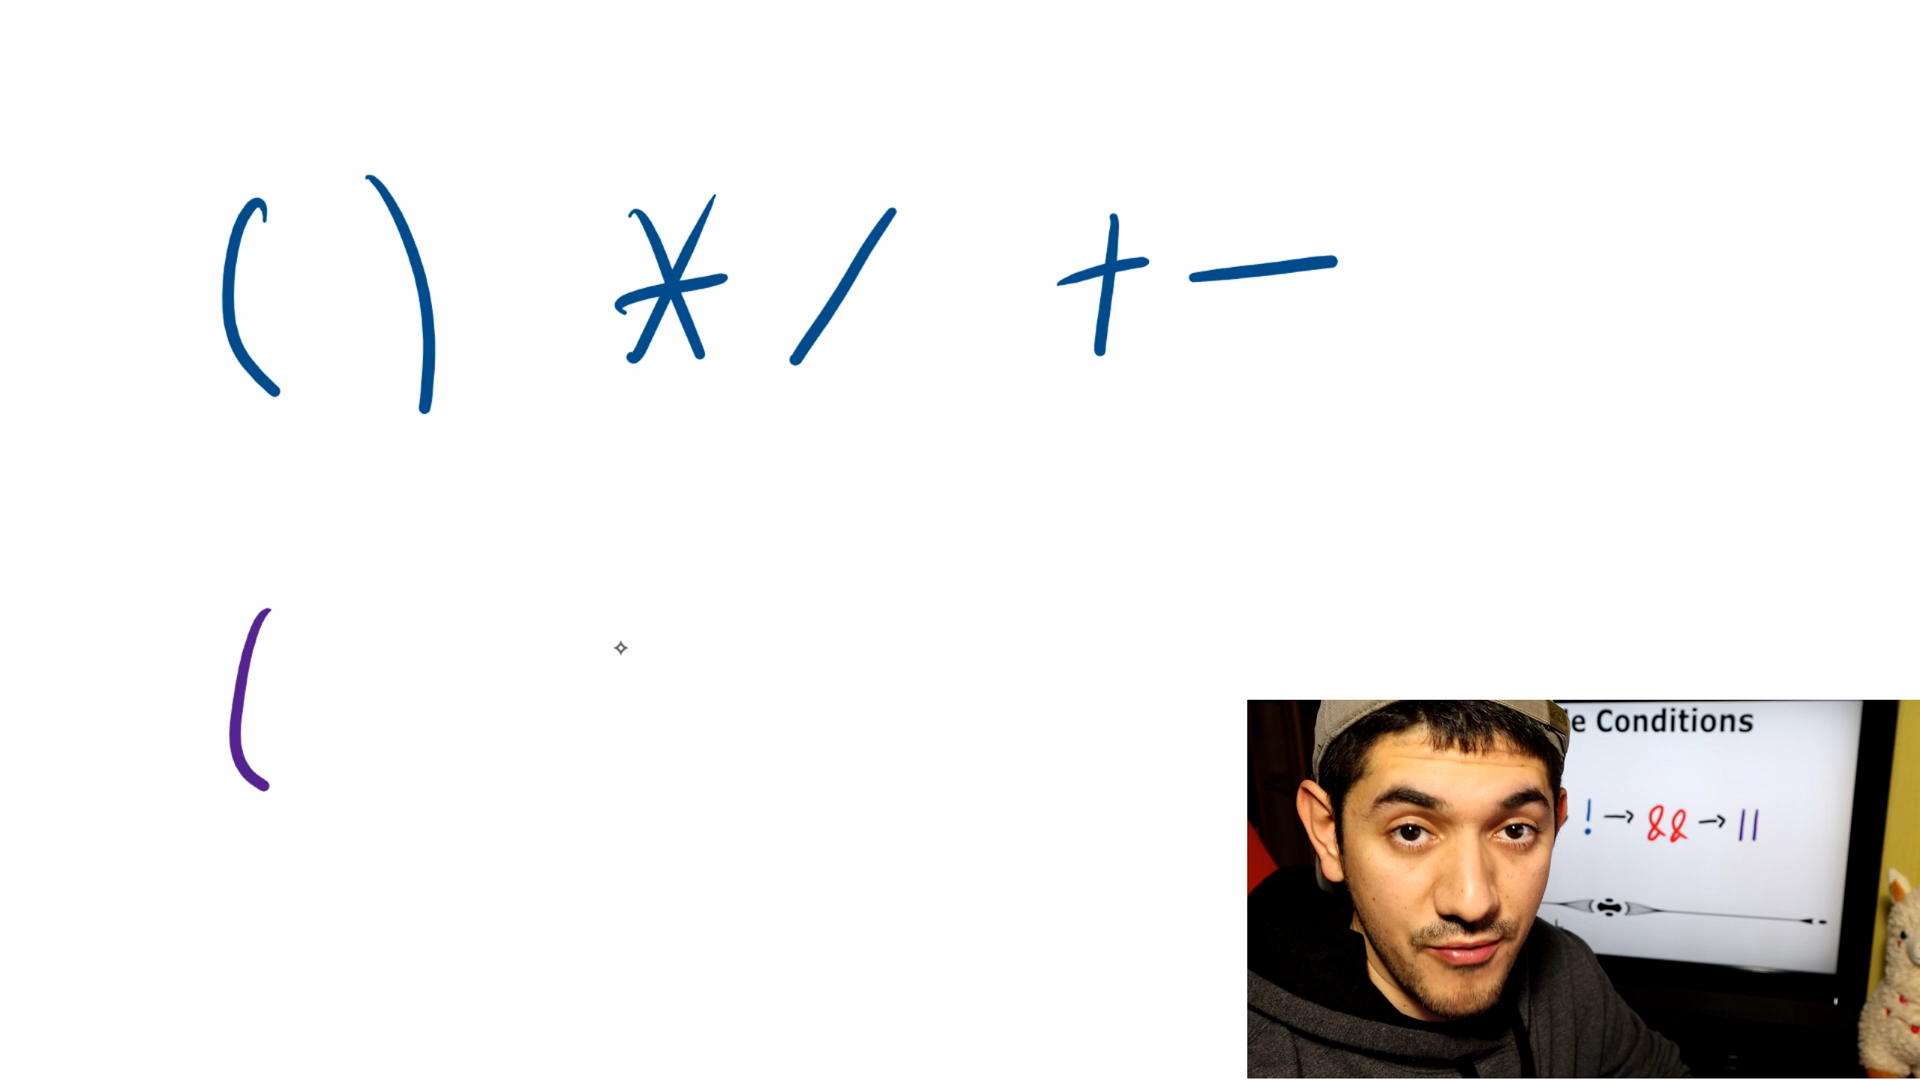 ( ) * / + −
(
e Conditions
! → && → ||